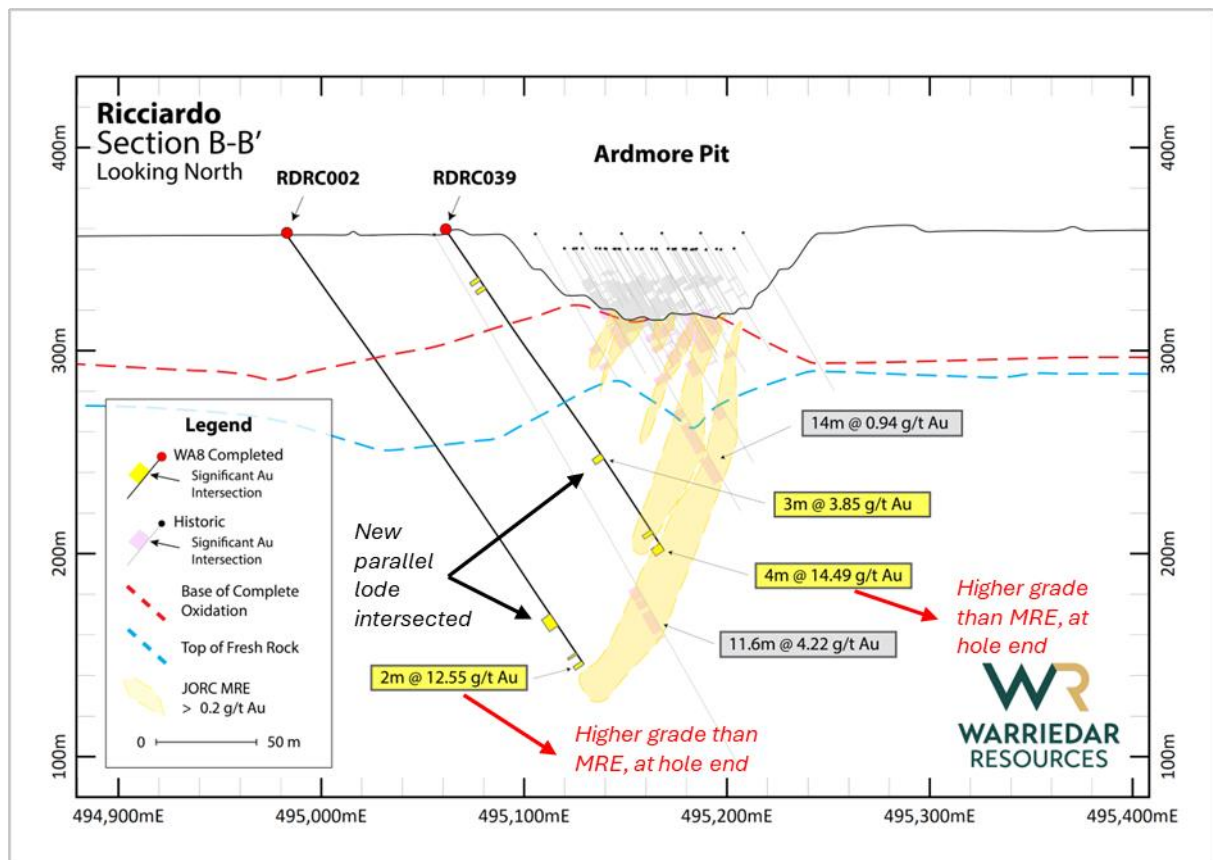 Ricciardo
Section B-B'
Looking North
Ardmore Pit
RDRC002
RDRC039
400m
300m
200m
100m
400m
300m
200m
100m
Legend
WA8 Completed
Significant Au
Intersection
Historic
Significant Au
Intersection
Base of Complete
Oxidation
Top of Fresh Rock
JORC MRE
> 0.2 g/t Au
0
50 m
New
parallel
lode
intersected
14m @ 0.94 g/t Au
3m @ 3.85 g/t Au
4m @ 14.49 g/t Au
11.6m @ 4.22 g/t Au
2m @ 12.55 g/t Au
Higher grade
than MRE, at
hole end
Higher grade than
MRE, at hole end
WR
WARRIEDAR
RESOURCES
494,900mE
495,000mE
495,100mE
495,200mE
495,300mE
495,400mE